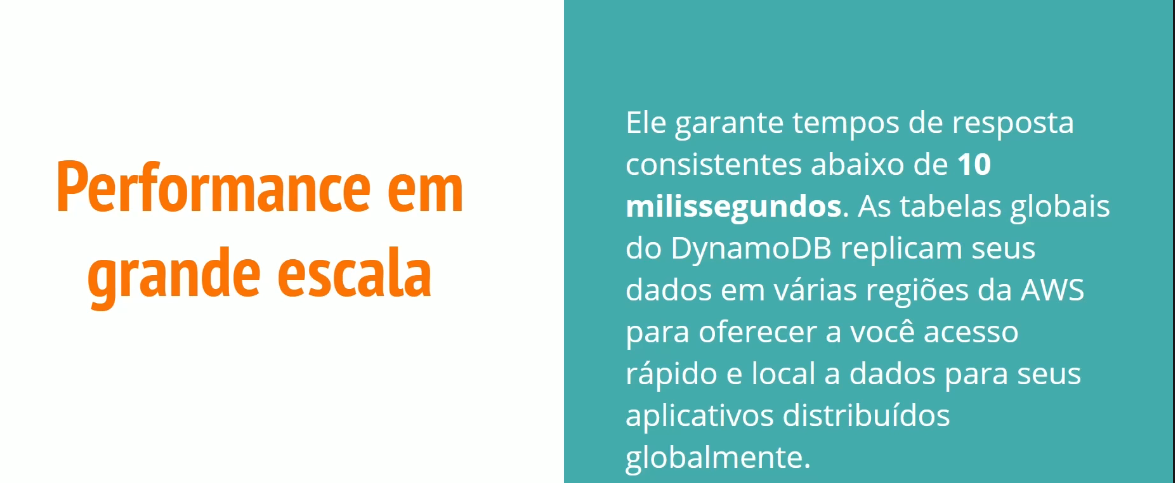 Performance em
grande escala
Ele garante tempos de resposta
consistentes abaixo de 10
milissegundos. As tabelas globais
do DynamoDB replicam seus
dados em várias regiões da AWS
para oferecer a você acesso
rápido e local a dados para seus
aplicativos distribuídos
globalmente.